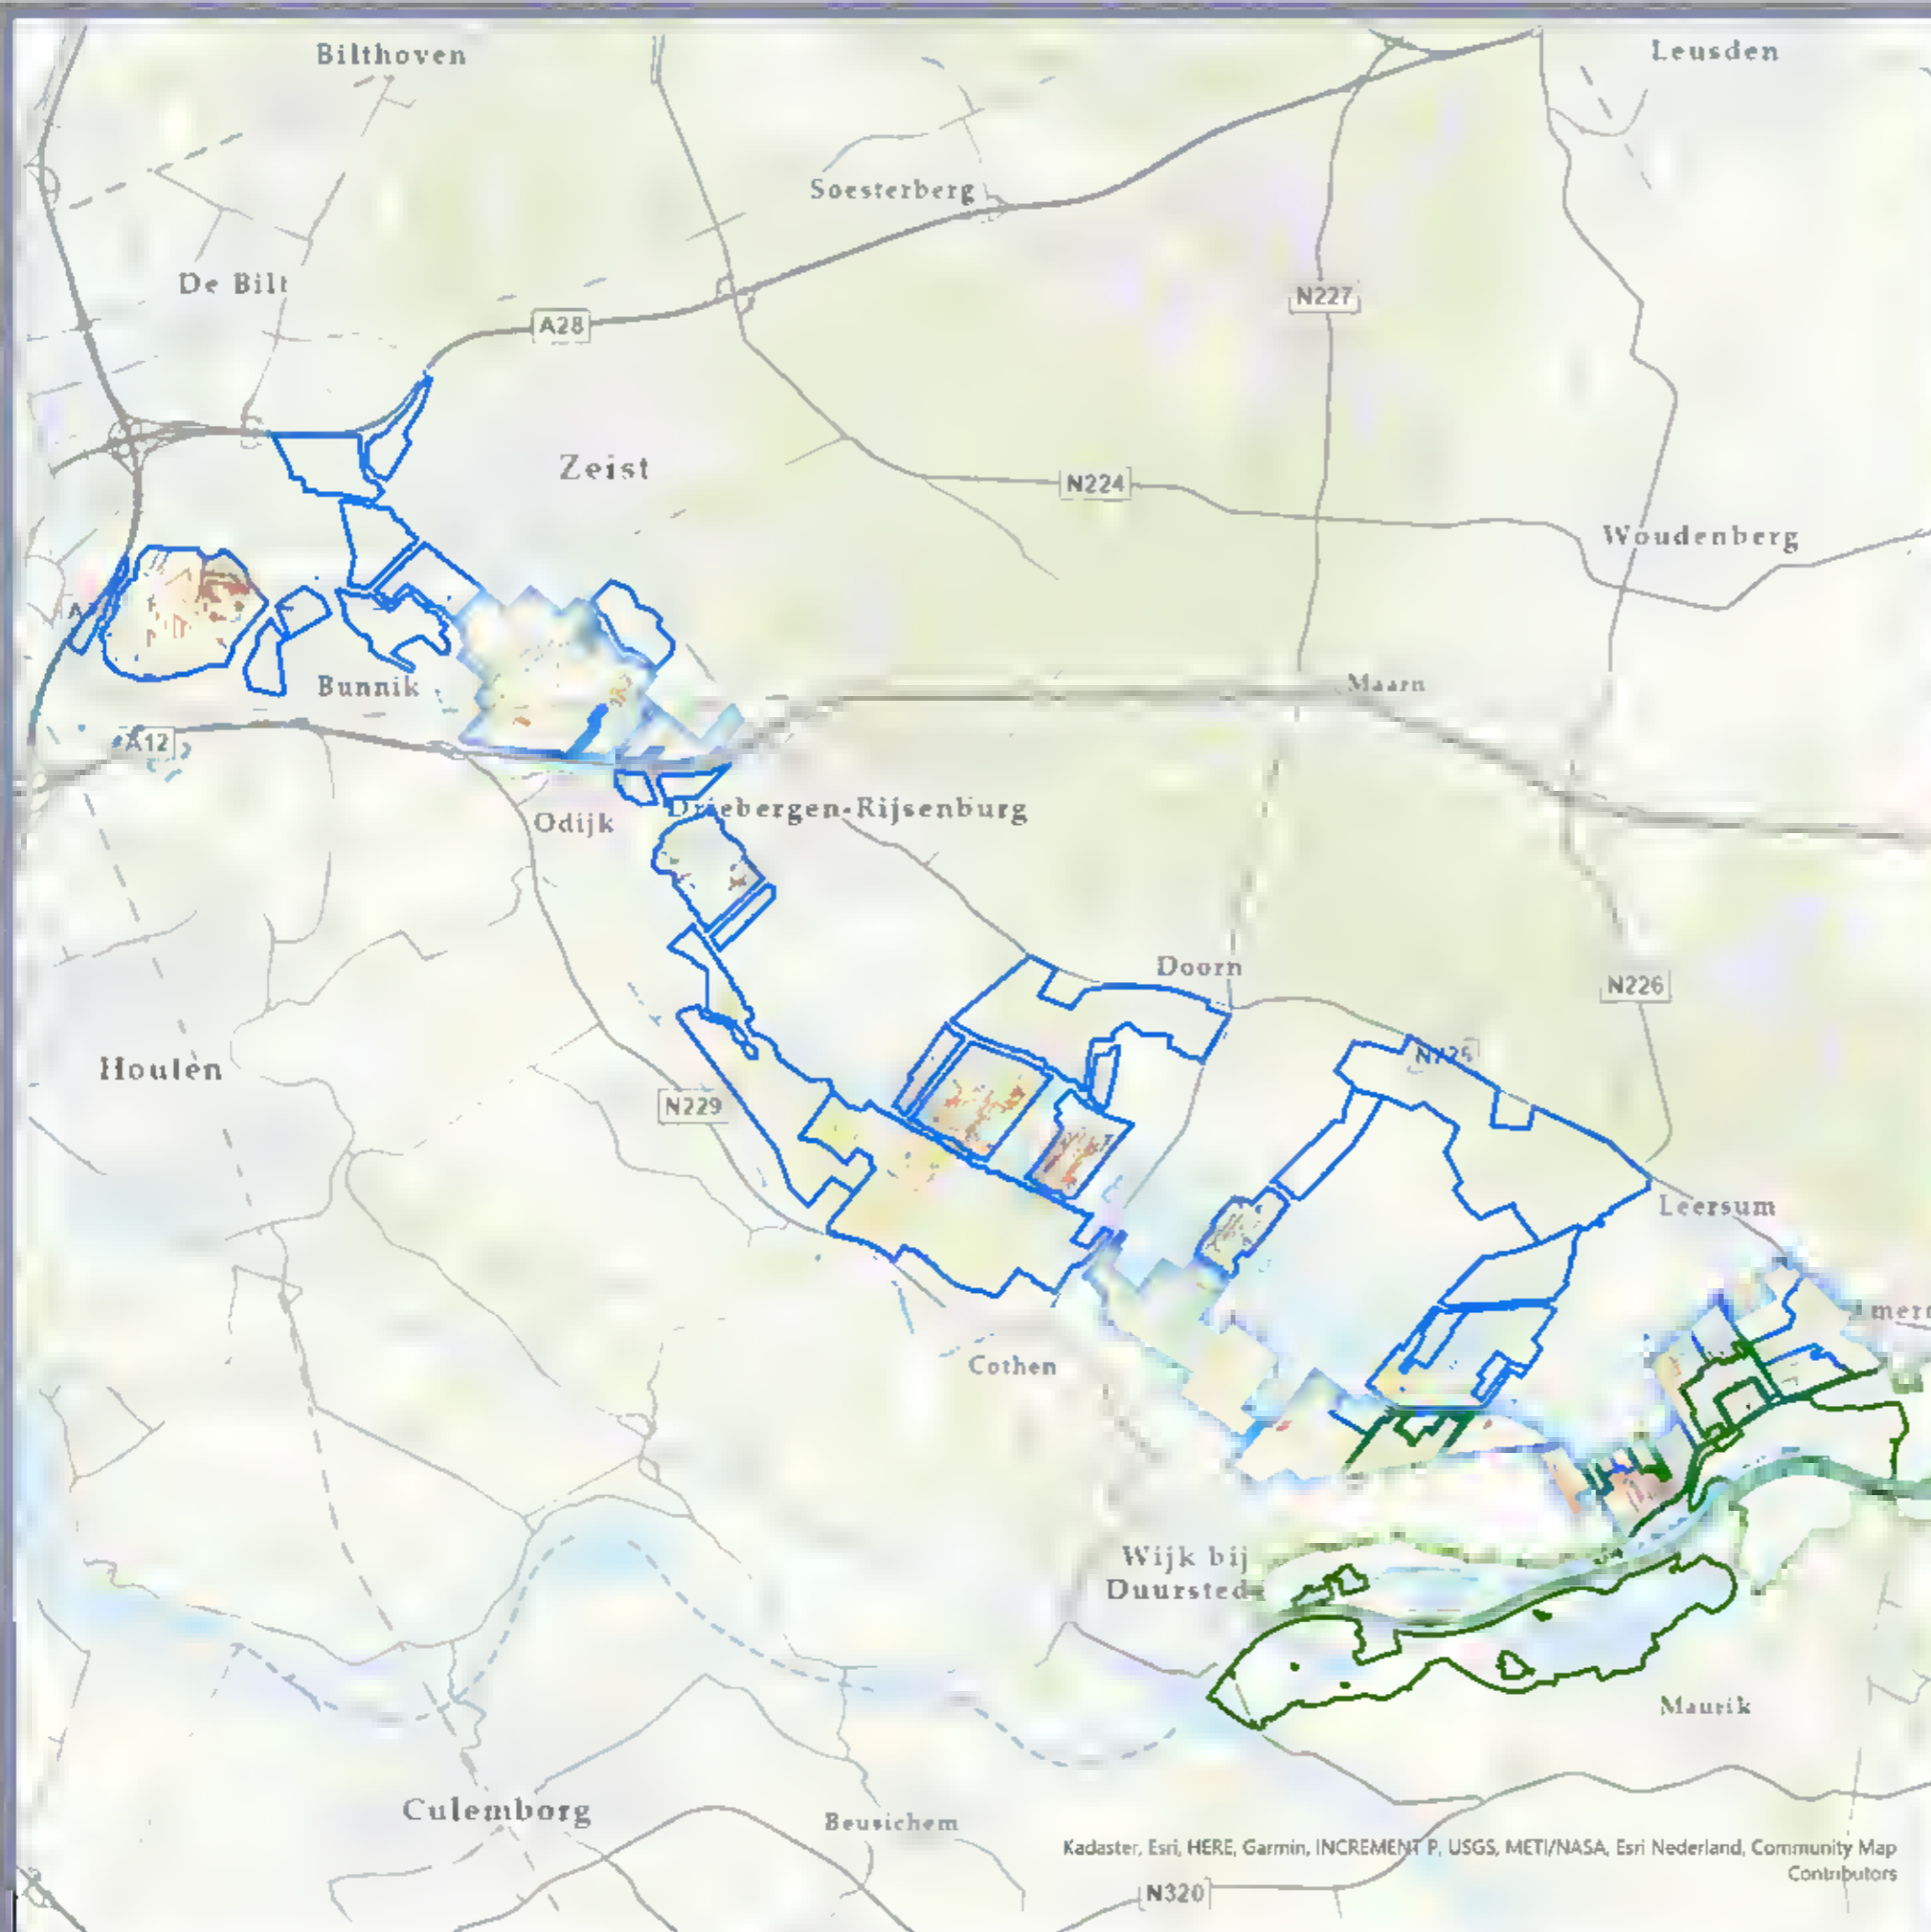 Bilthoven
Leusden
Soesterberg
De Bilt
N227
A28
Zeist
N224
Woudenberg
Bunnik
Maarn
A12
Driebergen-Rijsenburg
Odijk
Doorn
N226
N225
Houten
N229
Leersum
Cothen
Wijk bij
Duurstede
Maurik
Culemborg
Beusichem
Kadaster, Esri, HERE, Garmin, INCREMENT P, USGS, METI/NASA, Esri Nederland, Community Map
Contributors
N320